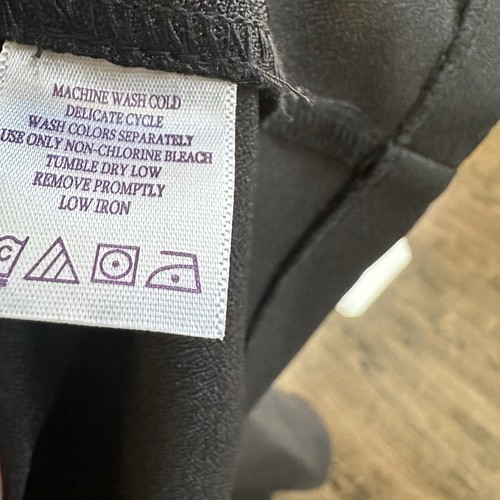 MACHINE WASH COLD
DELICATE CYCLE
WASH COLORS SEPARATELY
USE ONLY NON-CHLORINE BLEACH
TUMBLE DRY LOW
REMOVE PROMPTLY
LOW IRON
C